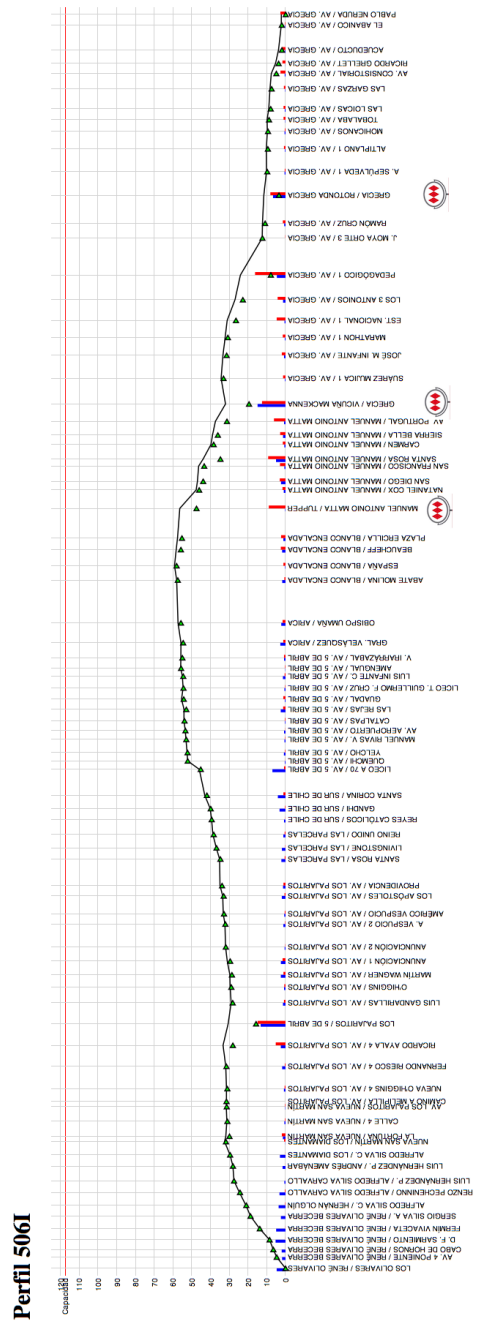 Perfil 506I
120
Capacidad
110
100
90
80
70
60
50
40
30
20
10
0
LOS OLIVARES / RENÉ OLIVARES
AV. 4 PONIENTE / RENÉ OLIVARES BECERRA
CABO DE HORNOS / RENÉ OLIVARES BECERRA
D. F. SARMIENTO / RENÉ OLIVARES BECERRA
FERMÍN VIVACETA / RENÉ OLIVARES BECERRA
SERGIO SILVA A. / RENÉ OLIVARES BECERRA
ALFREDO SILVA C. / HERNÁN OLGUÍN
RENZO PECCHENINO / ALFREDO SILVA CARVALLO
LUIS HERNÁNDEZ P. / ALFREDO SILVA CARVALLO
LUIS HERNÁNDEZ P. / ANDRÉS MENÁBAR
ALFREDO SILVA C. / LOS DIAMANTES
NUEVA SAN MARTÍN / LOS DIAMANTES
LA FORTUNA / NUEVA SAN MARTÍN
CALLE 4 / NUEVA SAN MARTÍN
AV. LOS PAJARITOS / NUEVA SAN MARTÍN
CAMINO A MELIPILLA / AV. LOS PAJARITOS
NUEVA O'HIGGINS 4 / AV. LOS PAJARITOS
FERNANDO RIESCO 4 / AV. LOS PAJARITOS
RICARDO AYALA 4 / AV. LOS PAJARITOS
LOS PAJARITOS / 5 DE ABRIL
LUIS GANDARILLAS / AV. LOS PAJARITOS
O'HIGGINS / AV. LOS PAJARITOS
MARTÍN WAGNER / AV. LOS PAJARITOS
ANUNCIACIÓN 1 / AV. LOS PAJARITOS
ANUNCIACIÓN 2 / AV. LOS PAJARITOS
A. VESPUCIO 2 / AV. LOS PAJARITOS
AMÉRICO VESPUCIO / AV. LOS PAJARITOS
LOS APÓSTOLES / AV. LOS PAJARITOS
PROVIDENCIA / AV. LOS PAJARITOS
SANTA ROSA / LAS PARCELAS
LIVINGSTONE / LAS PARCELAS
REINO UNIDO / LAS PARCELAS
REYES CATÓLICOS / SUR DE CHILE
GANDHI / SUR DE CHILE
SANTA CORINA / SUR DE CHILE
LICEO A 70 / AV. 5 DE ABRIL
QUEMCHI / AV. 5 DE ABRIL
YELCHO / AV. 5 DE ABRIL
MANUEL RIVAS V. / AV. 5 DE ABRIL
AV. AEROPUERTO / AV. 5 DE ABRIL
CATALPAS / AV. 5 DE ABRIL
LAS REJAS / AV. 5 DE ABRIL
GUADAL / AV. 5 DE ABRIL
LICEO T. GUILLERMO F. CRUZ / AV. 5 DE ABRIL
LUIS INFANTE C. / AV. 5 DE ABRIL
AMENGUAL / AV. 5 DE ABRIL
V. IRARRÁZABAL / AV. 5 DE ABRIL
GRAL. VELÁSQUEZ / ARICA
OBISPO UMAÑA / ARICA
ABATE MOLINA / BLANCO ENCALADA
ESPAÑA / BLANCO ENCALADA
BEAUCHEFF / BLANCO ENCALADA
PLAZA ERCILLA / BLANCO ENCALADA
MANUEL ANTONIO MATTA / TUPPER
NATANIEL COX / MANUEL ANTONIO MATTA
SAN DIEGO / MANUEL ANTONIO MATTA
SAN FRANCISCO / MANUEL ANTONIO MATTA
SANTA ROSA / MANUEL ANTONIO MATTA
CARMEN / MANUEL ANTONIO MATTA
SIERRA BELLA / MANUEL ANTONIO MATTA
AV. PORTUGAL / MANUEL ANTONIO MATTA
GRECIA / VICUÑA MACKENNA
SUÁREZ MUJICA 1 / AV. GRECIA
JOSÉ M. INFANTE / AV. GRECIA
MARATHON 1 / AV. GRECIA
EST. NACIONAL / AV. GRECIA
LOS 3 ANTONIOS / AV. GRECIA
PEDAGÓGICO 1 / AV. GRECIA
J. MOYA ORTE 3 / AV. GRECIA
RAMÓN CRUZ / AV. GRECIA
GRECIA / ROTONDA GRECIA
A. SEPÚLVEDA 1 / AV. GRECIA
ALTIPLANO 1 / AV. GRECIA
MOHICANOS / AV. GRECIA
TOBALABA / AV. GRECIA
LAS LOICAS / AV. GRECIA
LAS GARZAS / AV. GRECIA
AV. CONSISTORIAL / AV. GRECIA
RICARDO GRELLET / AV. GRECIA
ACUEDUCTO / AV. GRECIA
EL ABANICO / AV. GRECIA
PABLO NERUDA / AV. GRECIA